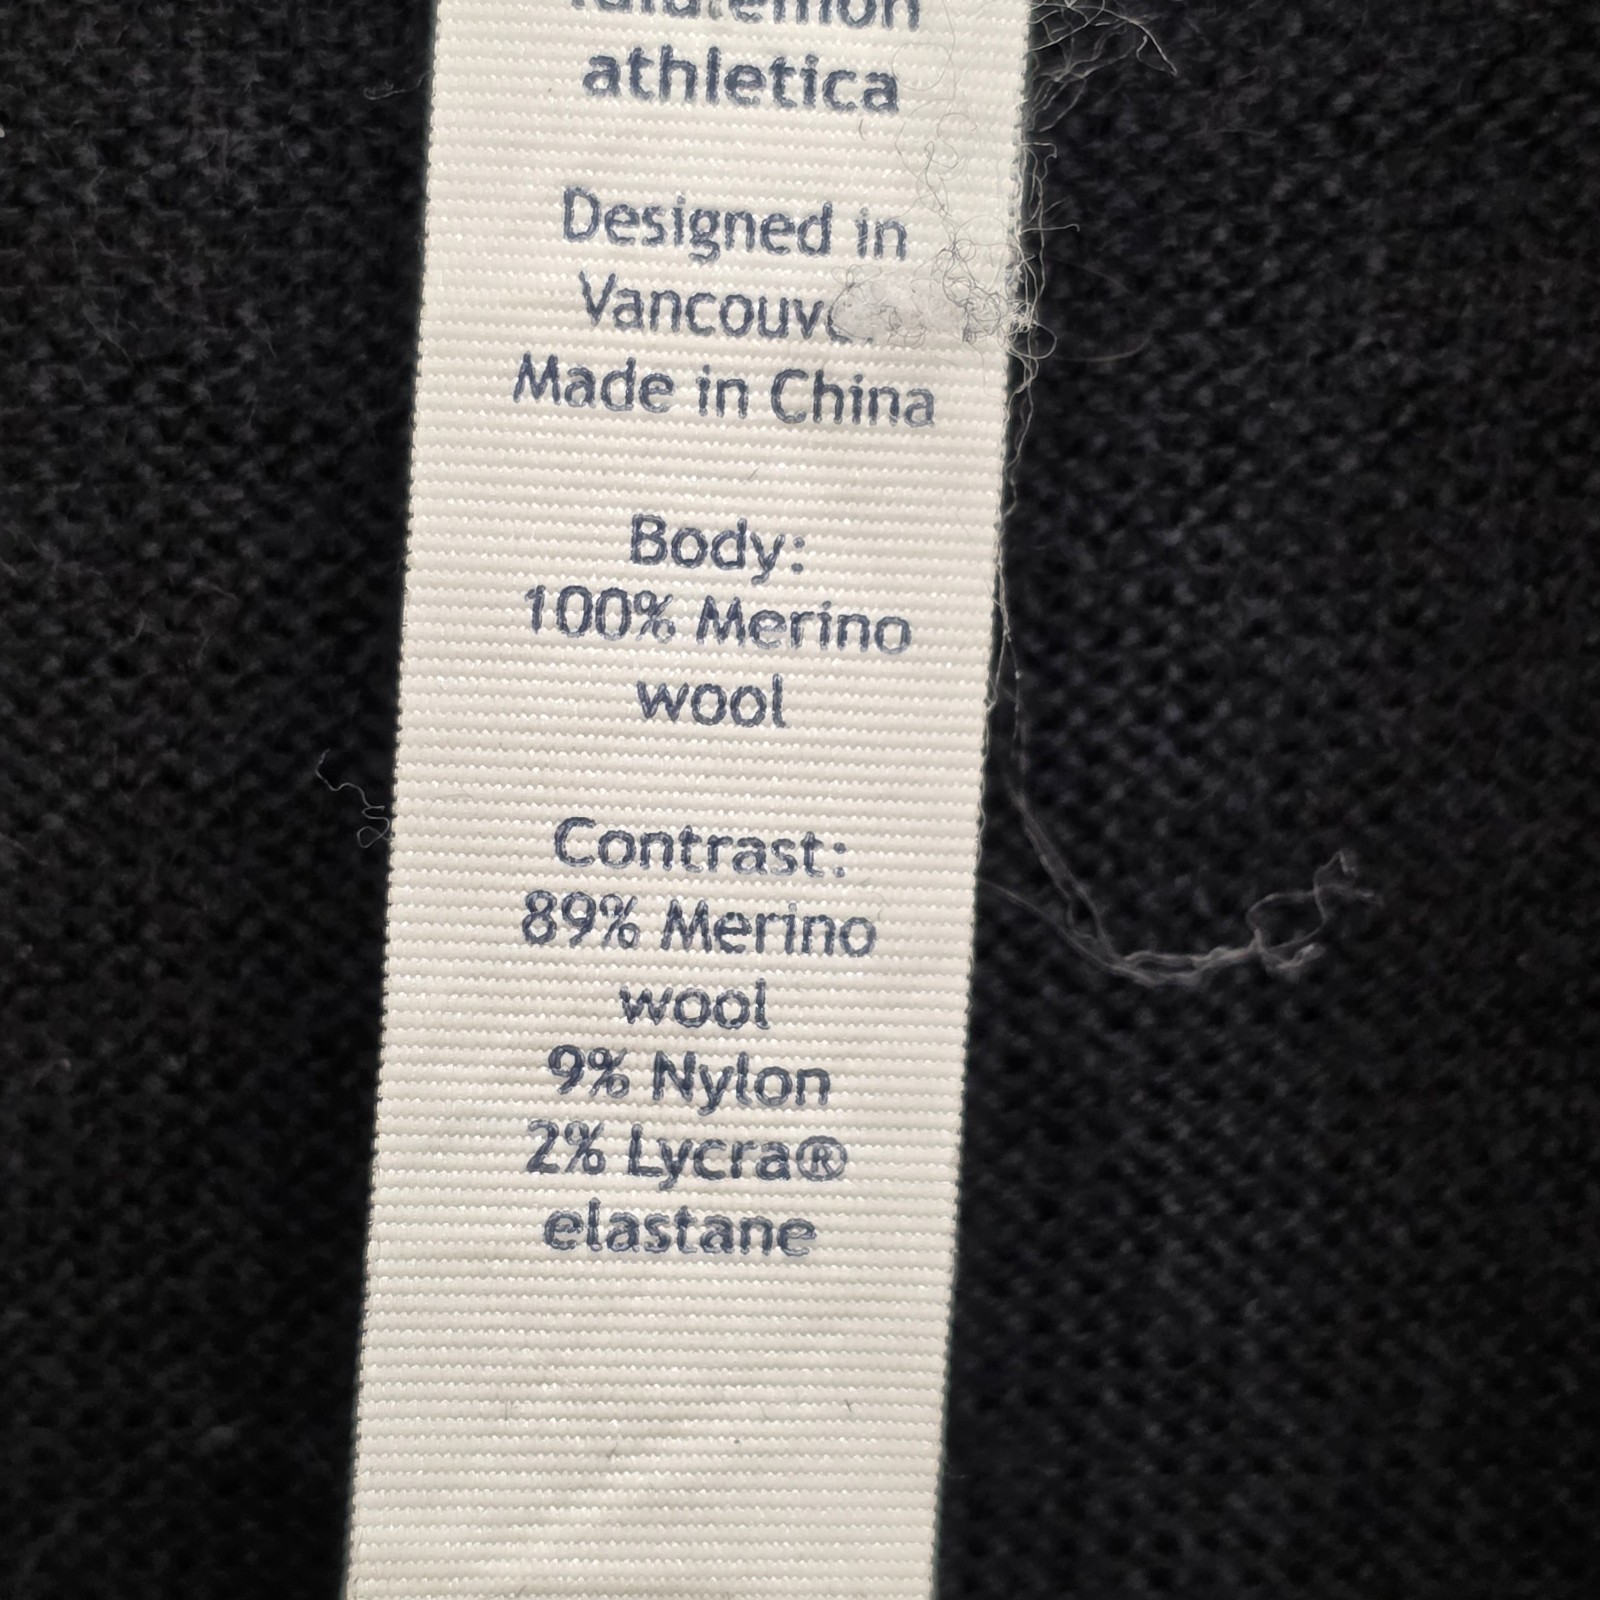 lululemon
athletica
Designed in
Made in China
Body:
100% Merino
wool
Contrast:
89% Merino
wool
9% Nylon
2% Lycra®
elastane